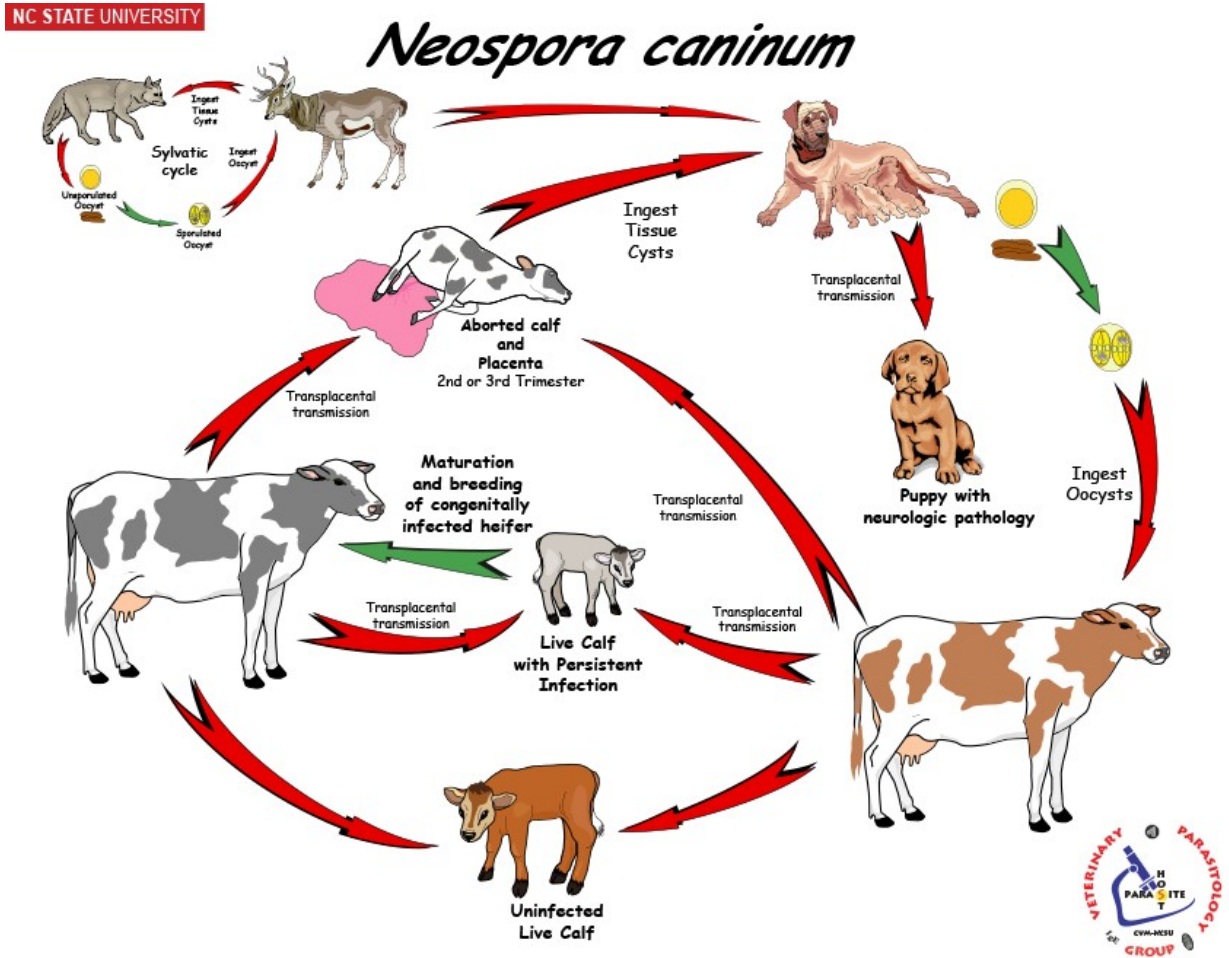 NC STATE UNIVERSITY
Neospora caninum
Ingest
Tissue
Cysts
Sylvatic
cycle
Ingest
Oocyst
Unsporulated
Oocyst
Sporulated
Oocyst
Ingest
Tissue
Cysts
Transplacental
transmission
Aborted calf
and
Placenta
2nd or 3rd Trimester
Transplacental
transmission
Puppy with
neurologic pathology
Ingest
Oocysts
Maturation
and breeding
of congenitally
infected heifer
Transplacental
transmission
Transplacental
transmission
Transplacental
transmission
Live Calf
with Persistent
Infection
Uninfected
Live Calf
VETERINARY PARASITOLOGY
HOST
PARASITE
CVM-NCSU
GROUP